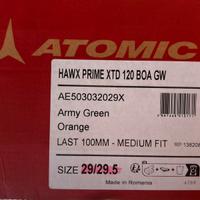 ATOMIC
HAWX PRIME XTD 120 BOA GW
AE503032029X
Army Green
Orange
LAST 100MM - MEDIUM FIT
SIZE 29/29.5
Made in Romania